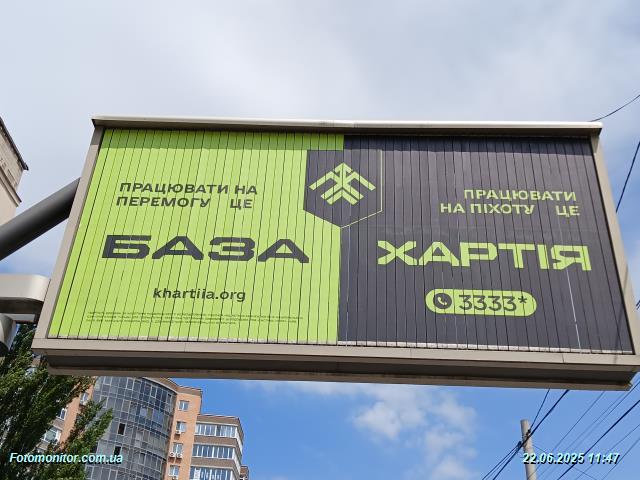 ПРАЦЮВАТИ НА
ПЕРЕМОГУ ЦЕ
БАЗА
khartiia.org
ПРАЦЮВАТИ
НА ПІХОТУ ЦЕ
ХАРТІЯ
3333*
Fotomonitor.com.ua
22.06.2025 11:47